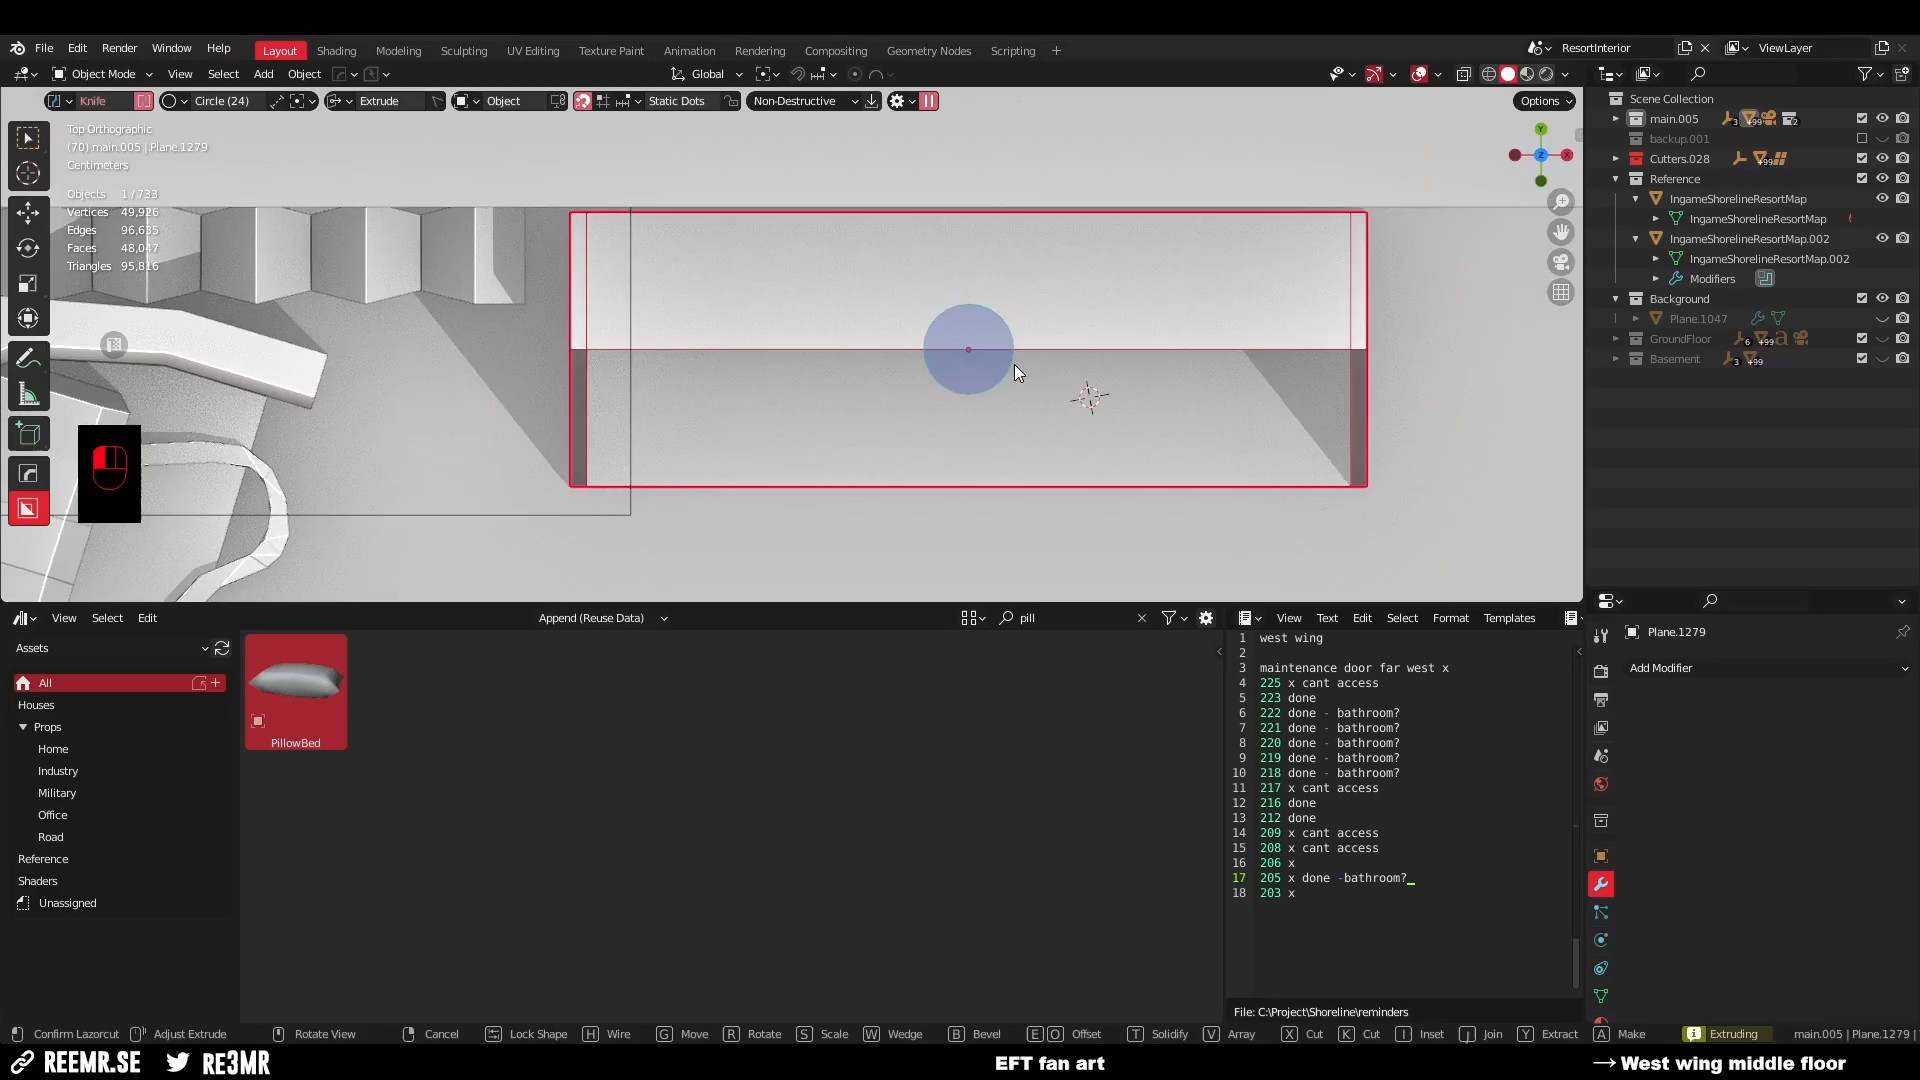 File Edit Render Window Help Layout Shading Modeling Sculpting UV Editing Texture Paint Animation Rendering Compositing Geometry Nodes Scripting + ResortInterior ViewLayer
Object Mode View Select Add Object Global
Knife Circle (24) Extrude Object Static Dots Non-Destructive Options
Top Orthographic
(70) main.005 | Plane.1279
Centimeters
Objects 1 / 733
Vertices 49,926
Edges 96,635
Faces 48,047
Triangles 95,816
Y
Z
X
Scene Collection
main.005 3 +99 2
backup.001
Cutters.028 +99
Reference
IngameShorelineResortMap
IngameShorelineResortMap
IngameShorelineResortMap.002
IngameShorelineResortMap.002
Modifiers
Background
Plane.1047
GroundFloor 6 +99
Basement 3 +99
Plane.1279
Add Modifier
View Select Edit Append (Reuse Data) pill
Assets
All
Houses
Props
Home
Industry
Military
Office
Road
Reference
Shaders
Unassigned
PillowBed
View Text Edit Select Format Templates
1 west wing
2
3 maintenance door far west x
4 225 x cant access
5 223 done
6 222 done - bathroom?
7 221 done - bathroom?
8 220 done - bathroom?
9 219 done - bathroom?
10 218 done - bathroom?
11 217 x cant access
12 216 done
13 212 done
14 209 x cant access
15 208 x cant access
16 206 x
17 205 x done -bathroom?_
18 203 x
File: C:\Project\Shoreline\reminders
Confirm Lazorcut Adjust Extrude Rotate View Cancel Lock Shape H Wire G Move R Rotate S Scale W Wedge B Bevel E O Offset T Solidify V Array X Cut K Cut I Inset J Join Y Extract A Make Extruding main.005 | Plane.1279 |
REEMR.SE RE3MR EFT fan art → West wing middle floor